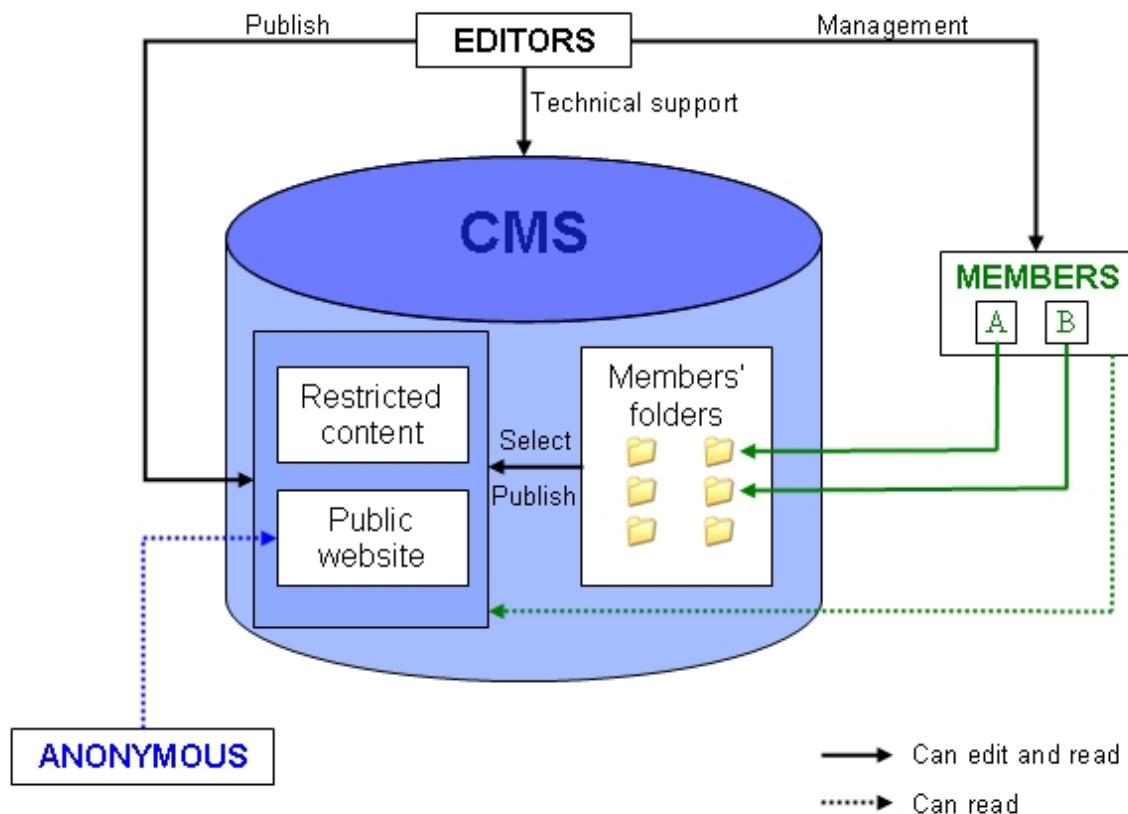 Publish
EDITORS
Management
Technical support
CMS
MEMBERS
A
B
Restricted
content
Public
website
Select
Publish
Members'
folders
ANONYMOUS
Can edit and read
Can read